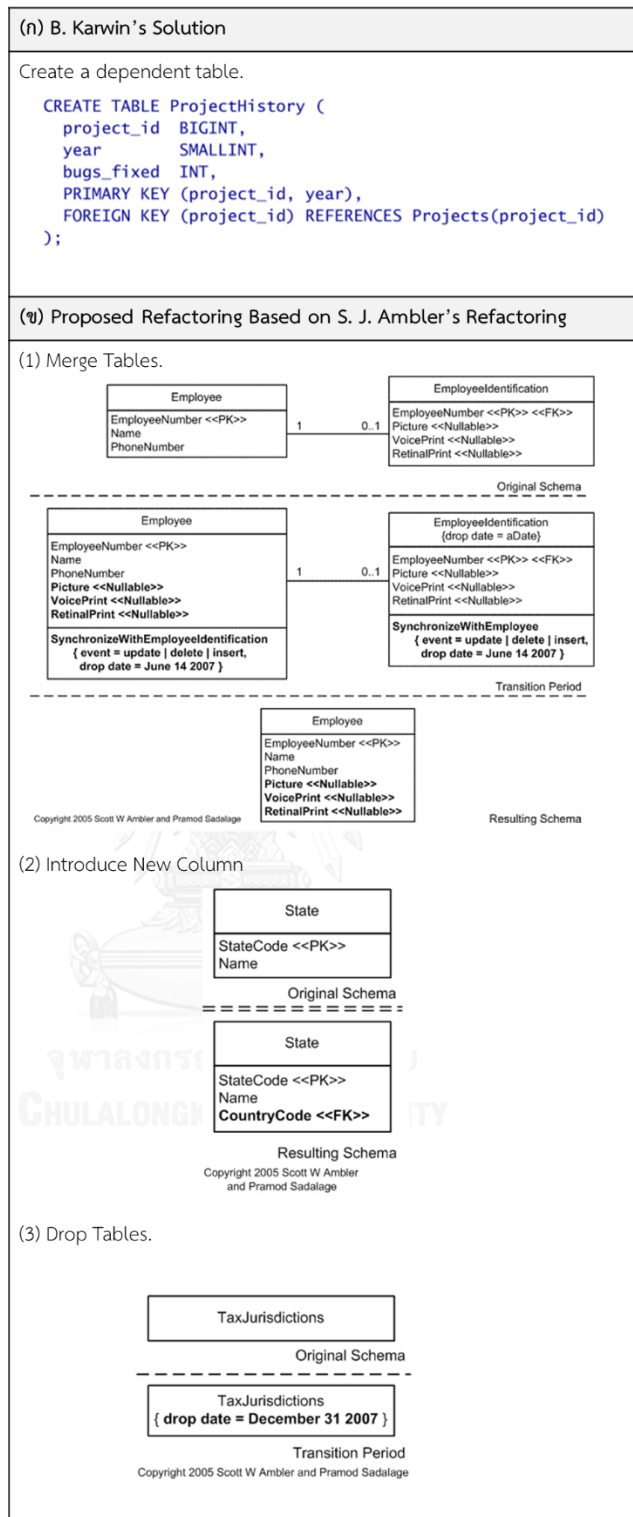 (ก) B. Karwin's Solution
Create a dependent table.
CREATE TABLE ProjectHistory (
project_id BIGINT,
year SMALLINT,
bugs_fixed INT,
PRIMARY KEY (project_id, year),
FOREIGN KEY (project_id) REFERENCES Projects(project_id)
);
(ข) Proposed Refactoring Based on S. J. Ambler's Refactoring
(1) Merge Tables.
Employee
EmployeeNumber <<PK>>
Name
PhoneNumber
1
0..1
EmployeeIdentification
EmployeeNumber <<PK>> <<FK>>
Picture <<Nullable>>
VoicePrint <<Nullable>>
RetinalPrint <<Nullable>>
Original Schema
Employee
EmployeeNumber <<PK>>
Name
PhoneNumber
Picture <<Nullable>>
VoicePrint <<Nullable>>
RetinalPrint <<Nullable>>
SynchronizeWithEmployeeIdentification
{ event = update | delete | insert,
drop date = June 14 2007 }
1
0..1
EmployeeIdentification
{drop date = aDate}
EmployeeNumber <<PK>> <<FK>>
Picture <<Nullable>>
VoicePrint <<Nullable>>
RetinalPrint <<Nullable>>
SynchronizeWithEmployee
{ event = update | delete | insert,
drop date = June 14 2007 }
Transition Period
Employee
EmployeeNumber <<PK>>
Name
PhoneNumber
Picture <<Nullable>>
VoicePrint <<Nullable>>
RetinalPrint <<Nullable>>
Copyright 2005 Scott W Ambler and Pramod Sadalage
Resulting Schema
(2) Introduce New Column
State
StateCode <<PK>>
Name
Original Schema
State
StateCode <<PK>>
Name
CountryCode <<FK>>
Resulting Schema
Copyright 2005 Scott W Ambler
and Pramod Sadalage
(3) Drop Tables.
TaxJurisdictions
Original Schema
TaxJurisdictions
{ drop date = December 31 2007 }
Transition Period
Copyright 2005 Scott W Ambler and Pramod Sadalage